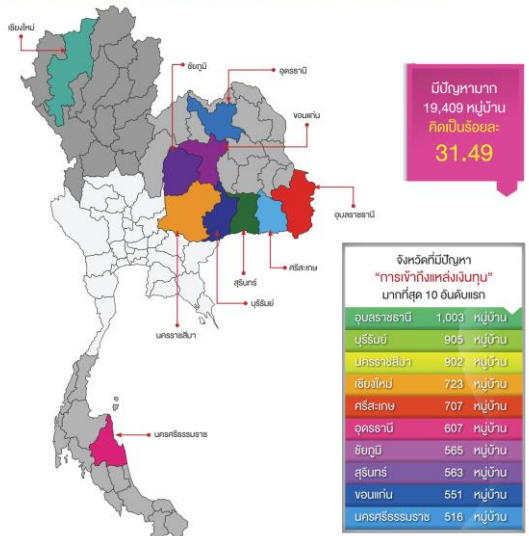 เชียงใหม่
ชัยภูมิ
อุดรธานี
ขอนแก่น
อุบลราชธานี
ศรีสะเกษ
สุรินทร์
บุรีรัมย์
นครราชสีมา
นครศรีธรรมราช
มีปัญหามาก
19,409 หมู่บ้าน
คิดเป็นร้อยละ
31.49
จังหวัดที่มีปัญหา
"การเข้าถึงแหล่งเงินทุน"
มากที่สุด 10 อันดับแรก
อุบลราชธานี 1,003 หมู่บ้าน
บุรีรัมย์ 905 หมู่บ้าน
นครราชสีมา 902 หมู่บ้าน
เชียงใหม่ 723 หมู่บ้าน
ศรีสะเกษ 707 หมู่บ้าน
อุดรธานี 607 หมู่บ้าน
ชัยภูมิ 565 หมู่บ้าน
สุรินทร์ 563 หมู่บ้าน
ขอนแก่น 551 หมู่บ้าน
นครศรีธรรมราช 516 หมู่บ้าน